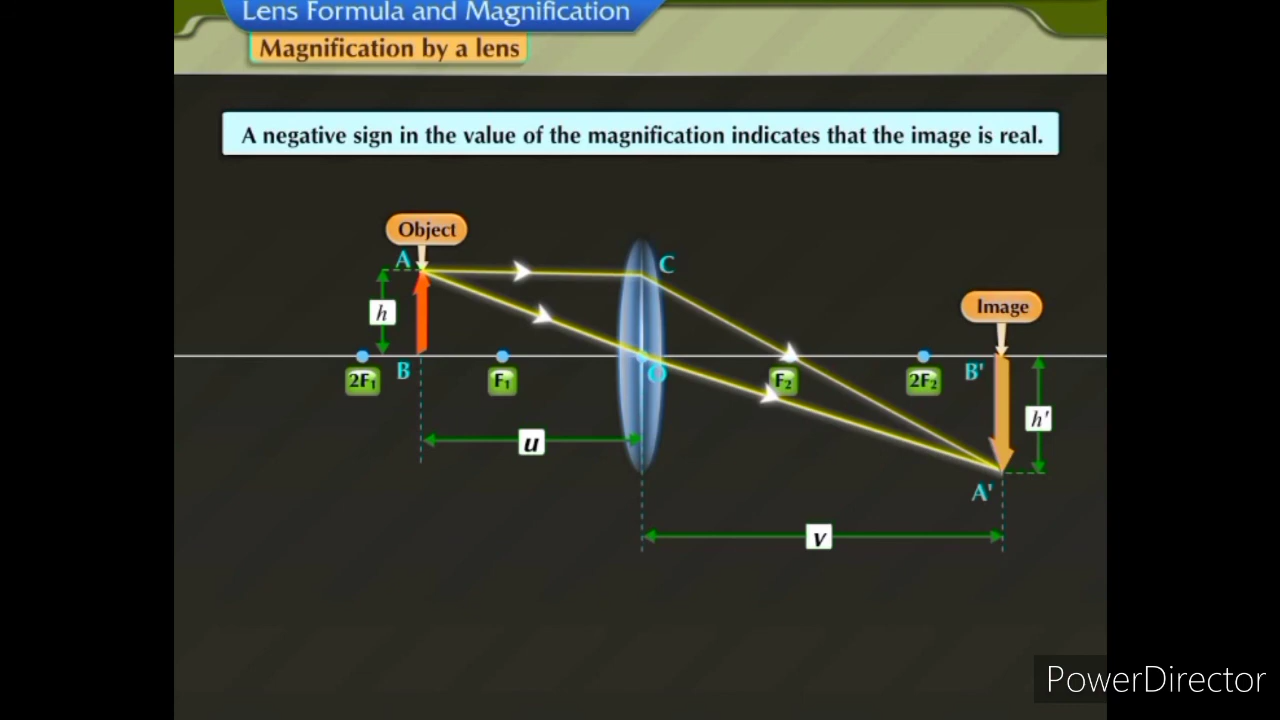 Lens Formula and Magnification
Magnification by a lens
A negative sign in the value of the magnification indicates that the image is real.
Object
A
C
h
Image
B
O
B'
2F₁
F₁
F₂
2F₂
h'
u
A'
v
PowerDirector